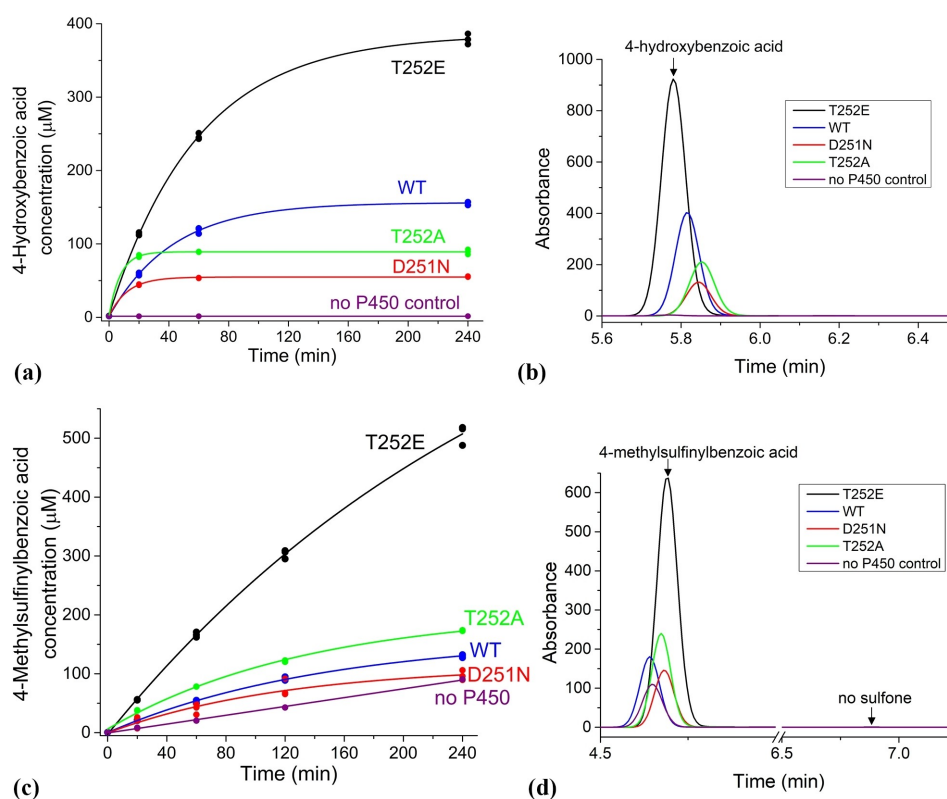 4-Hydroxybenzoic acid
concentration (μM)
400
300
200
100
0
T252E
WT
T252A
D251N
no P450 control
0 40 80 120 160 200 240
Time (min)
(a)
4-hydroxybenzoic acid
Absorbance
1000
800
600
400
200
0
T252E
WT
D251N
T252A
no P450 control
5.6 5.8 6.0 6.2 6.4
Time (min)
(b)
4-Methylsulfinylbenzoic acid
concentration (μM)
500
400
300
200
100
0
T252E
T252A
WT
D251N
no P450
0 40 80 120 160 200 240
Time (min)
(c)
4-methylsulfinylbenzoic acid
Absorbance
600
500
400
300
200
100
0
T252E
WT
D251N
T252A
no P450 control
no sulfone
4.5 6.5 7.0
Time (min)
(d)